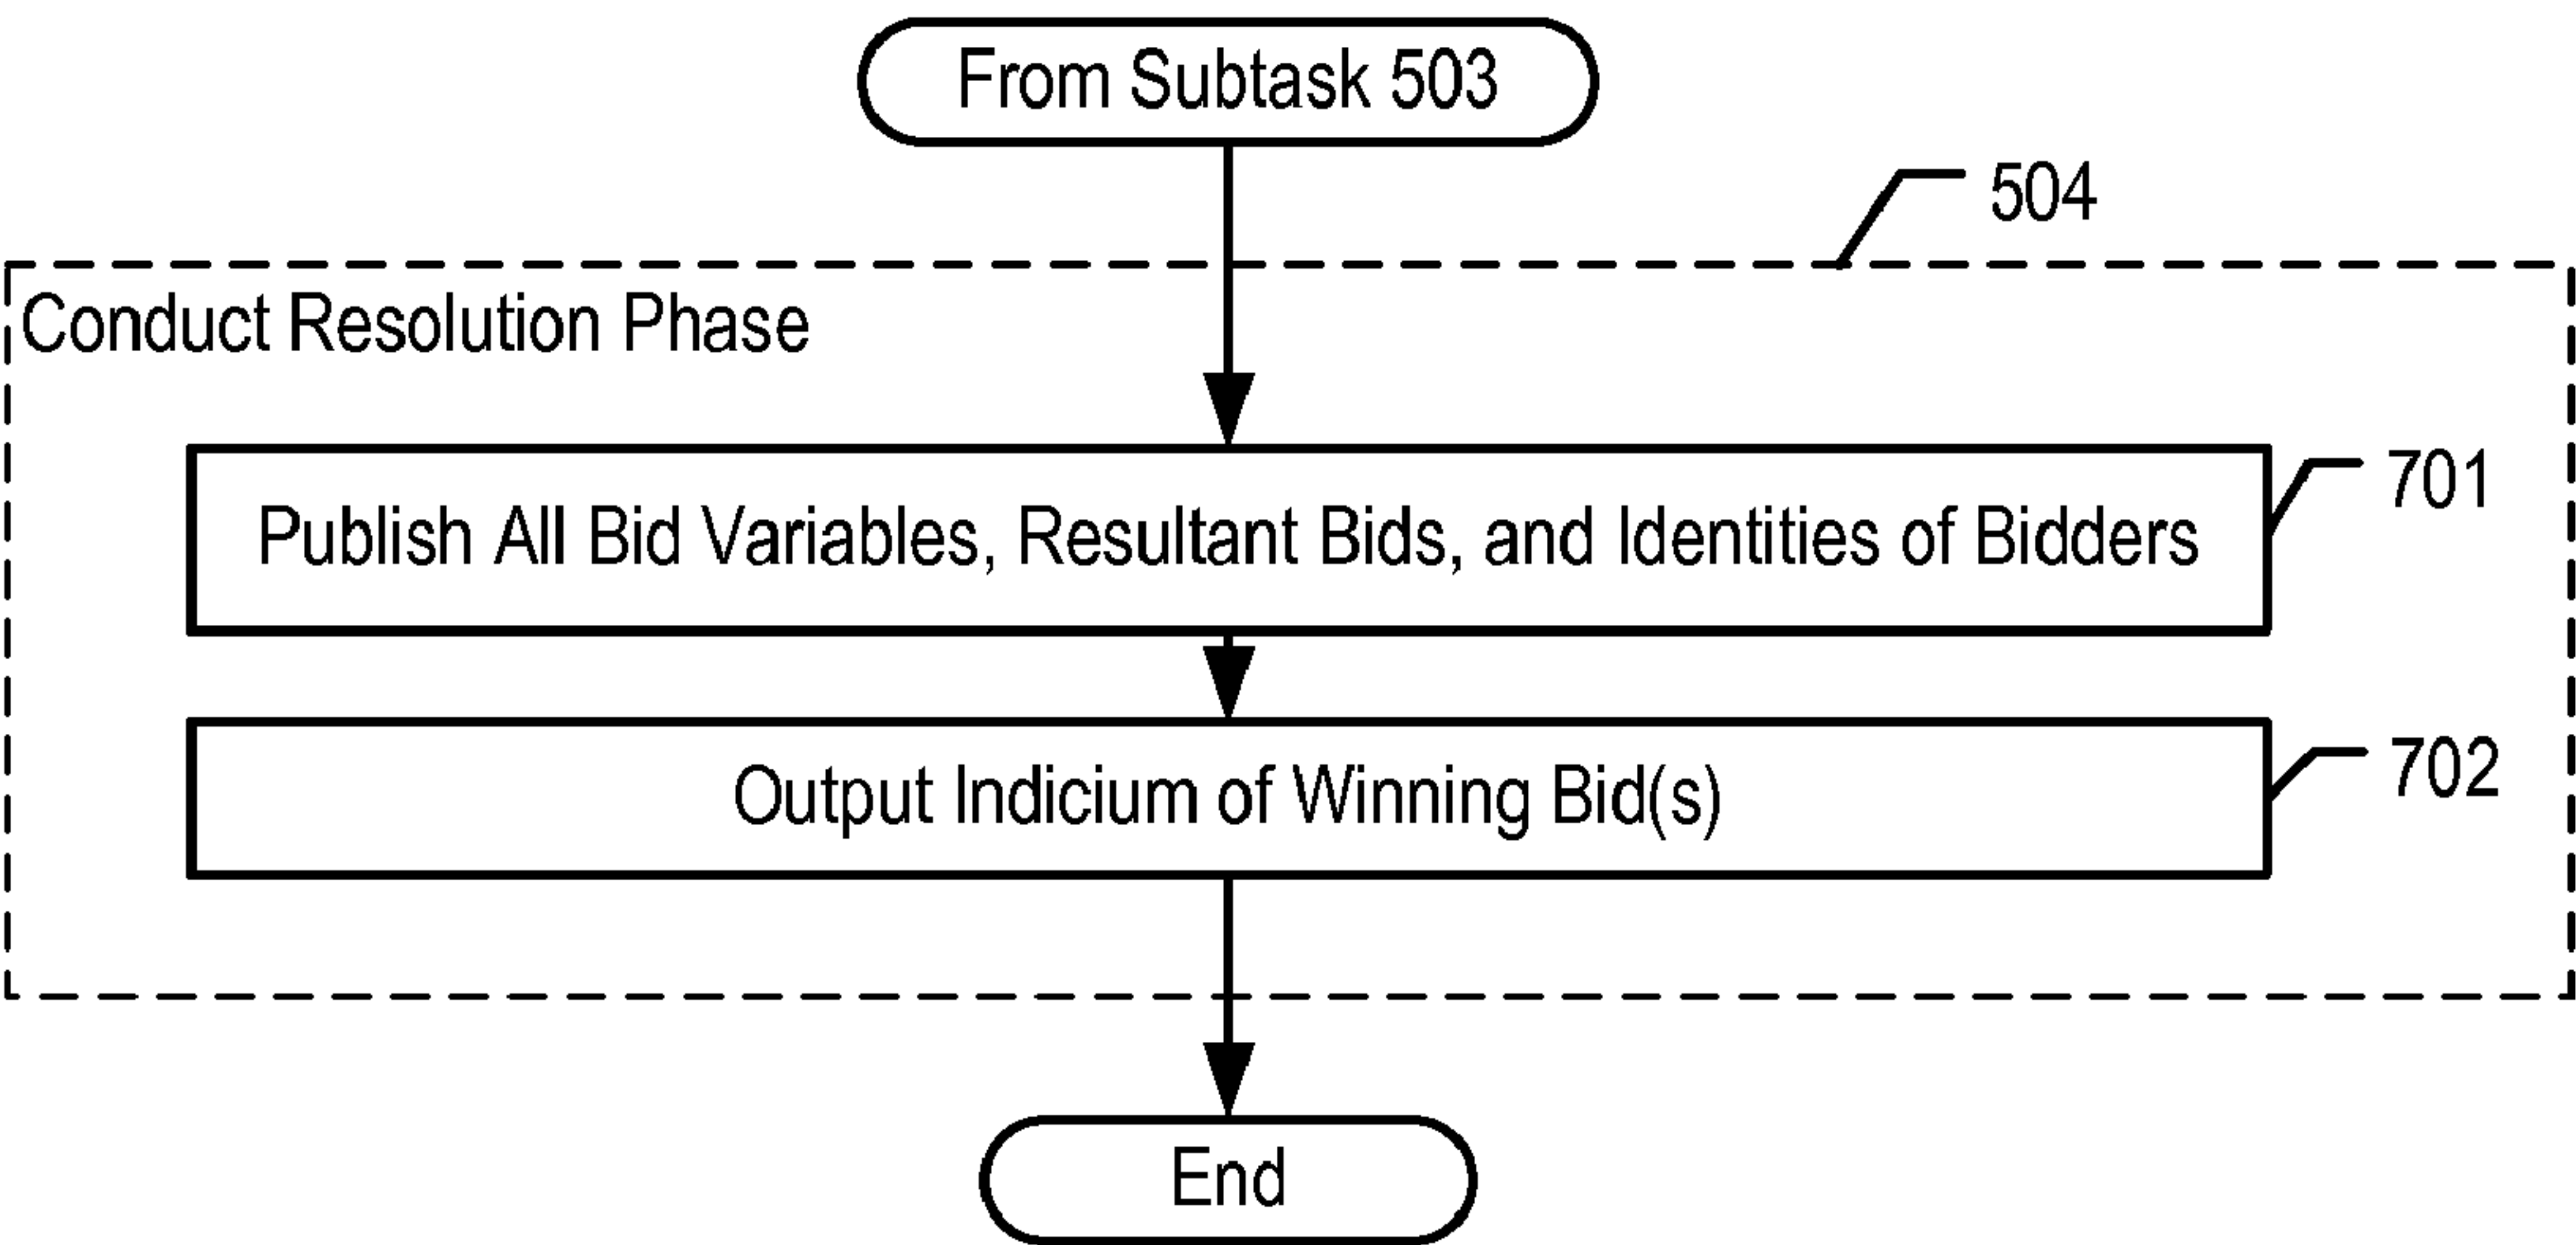 From Subtask 503
504
Conduct Resolution Phase
Publish All Bid Variables, Resultant Bids, and Identities of Bidders
701
Output Indicium of Winning Bid(s)
702
End